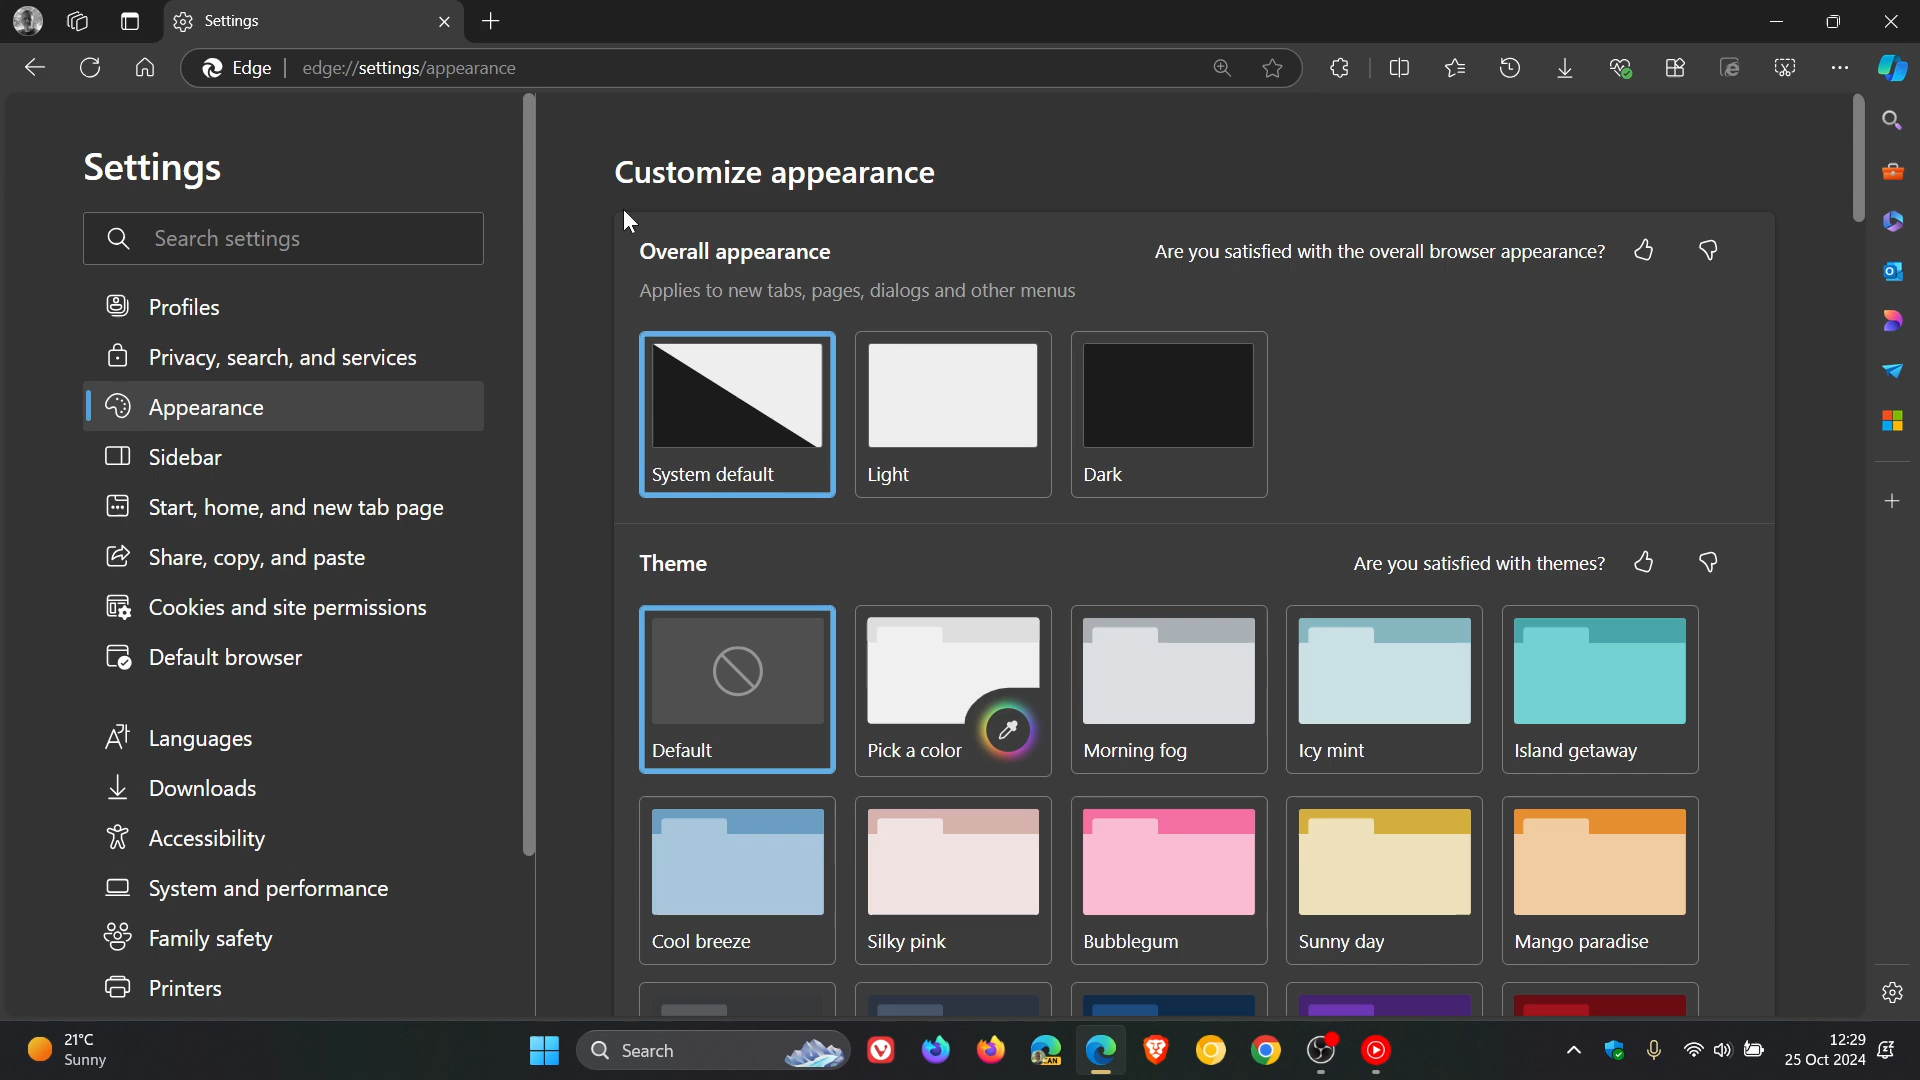 Settings
Edge
edge://settings/appearance
Settings
Search settings
Profiles
Privacy, search, and services
Appearance
Sidebar
Start, home, and new tab page
Share, copy, and paste
Cookies and site permissions
Default browser
Languages
Downloads
Accessibility
System and performance
Family safety
Printers
Customize appearance
Overall appearance
Are you satisfied with the overall browser appearance?
Applies to new tabs, pages, dialogs and other menus
System default
Light
Dark
Theme
Are you satisfied with themes?
Default
Pick a color
Morning fog
Icy mint
Island getaway
Cool breeze
Silky pink
Bubblegum
Sunny day
Mango paradise
21°C
Sunny
Search
CAN
12:29
25 Oct 2024